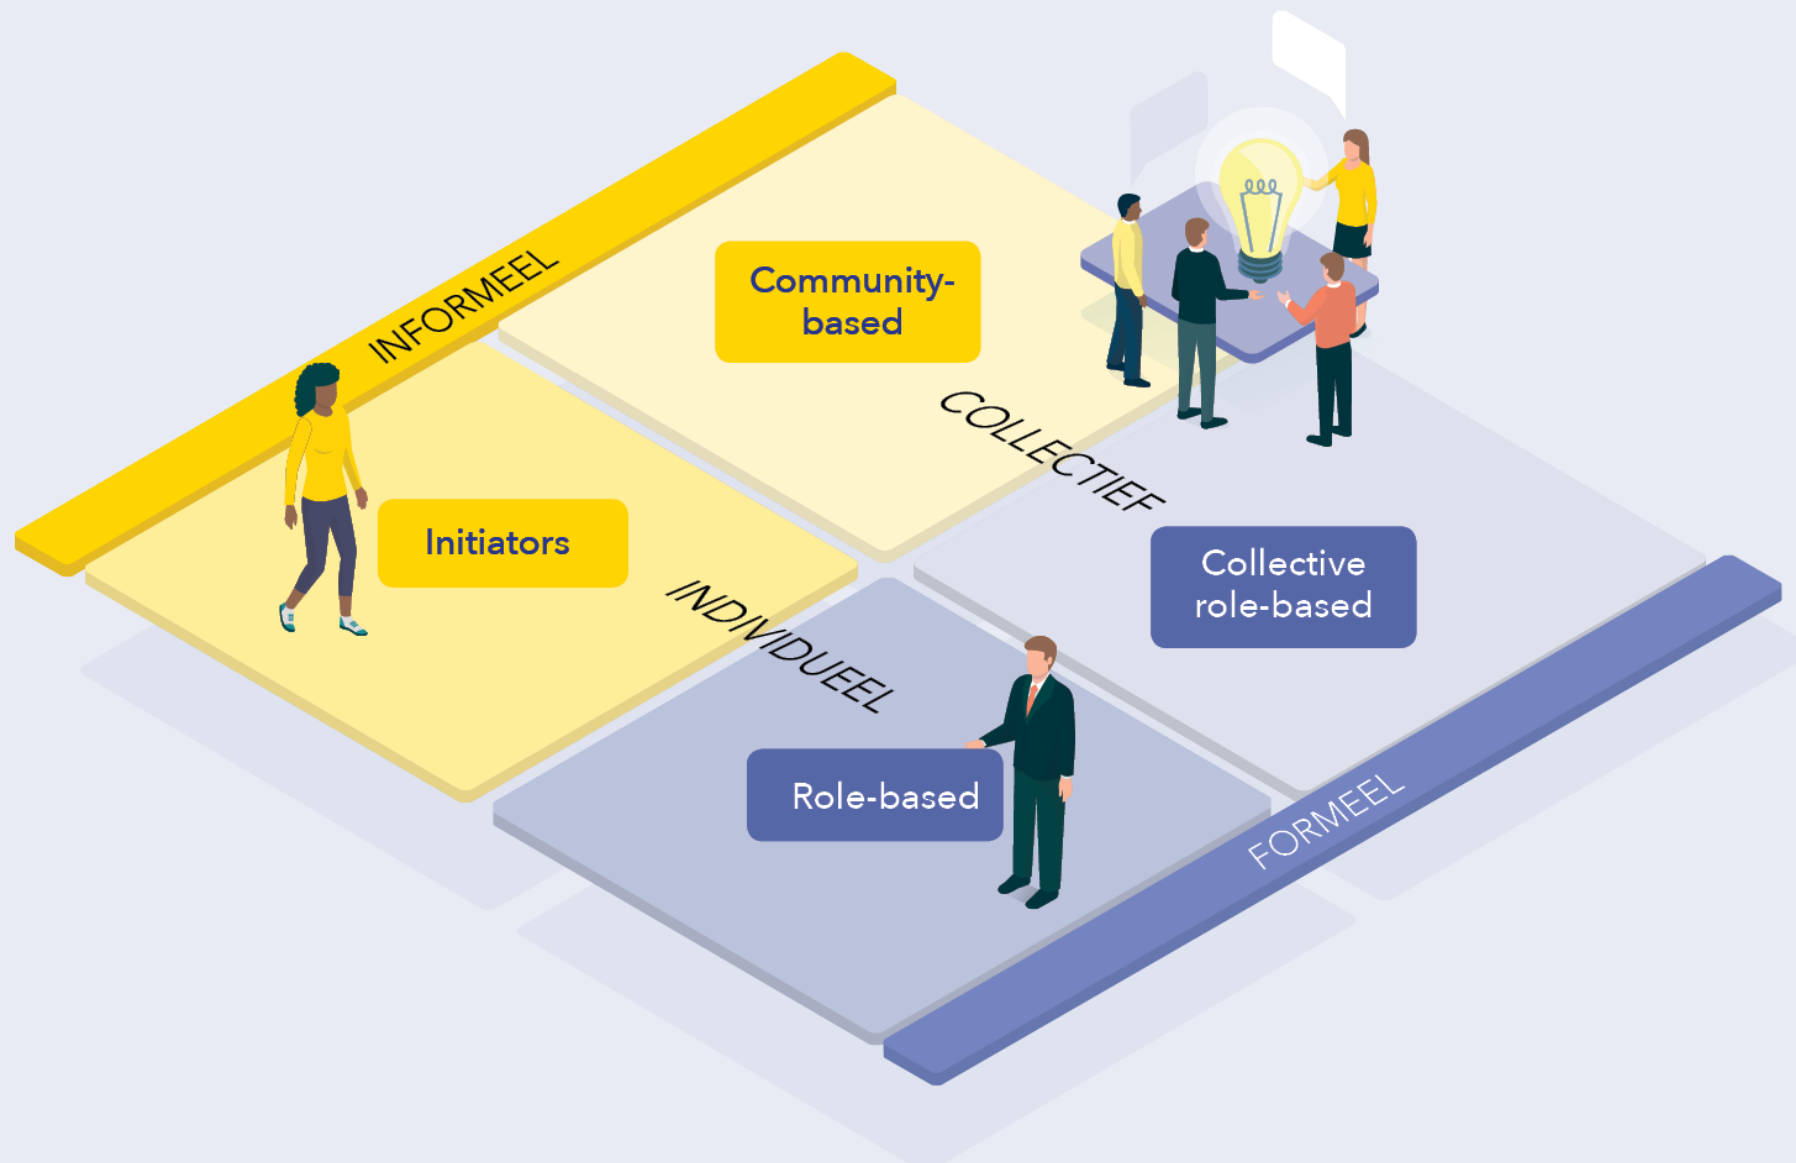 INFORMEEL
Community-
based
COLLECTIEF
Initiators
Collective
role-based
INDIVIDUEEL
Role-based
FORMEEL